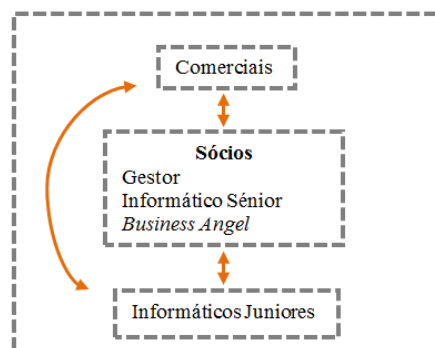 Comerciais
Sócios
Gestor
Informático Sénior
Business Angel
Informáticos Juniores